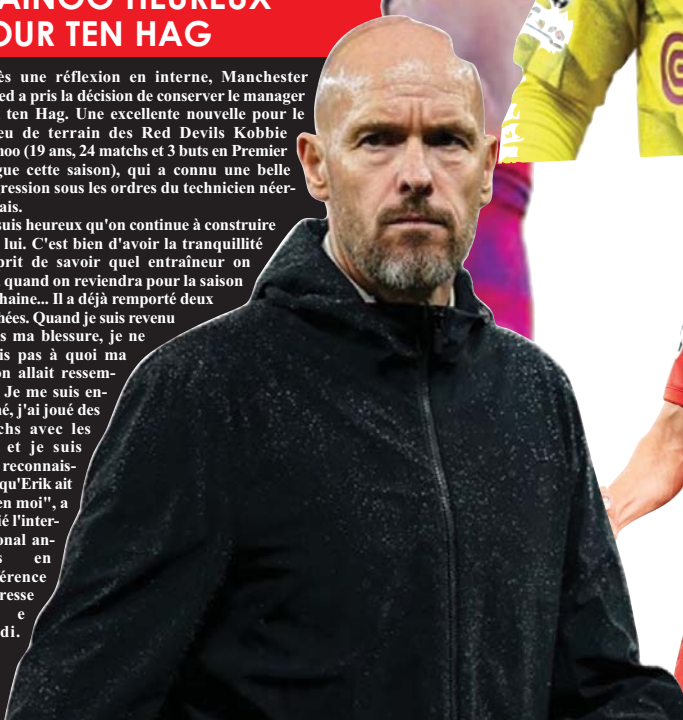 AINOO HEUREUX
OUR TEN HAG
ès une réflexion en interne, Manchester
ed a pris la décision de conserver le manager
ten Hag. Une excellente nouvelle pour le
eu de terrain des Red Devils Kobbie
noo (19 ans, 24 matchs et 3 buts en Premier
gue cette saison), qui a connu une belle
ression sous les ordres du technicien néer-
ais.
suis heureux qu'on continue à construire
lui. C'est bien d'avoir la tranquillité
prit de savoir quel entraîneur on
quand on reviendra pour la saison
haine... Il a déjà remporté deux
hées. Quand je suis revenu
s ma blessure, je ne
is pas à quoi ma
on allait ressem-
Je me suis en-
né, j'ai joué des
chs avec les
et je suis
reconnais-
qu'Erik ait
en moi", a
ié l'inter-
onal an-
s en
érence
resse
e
di.